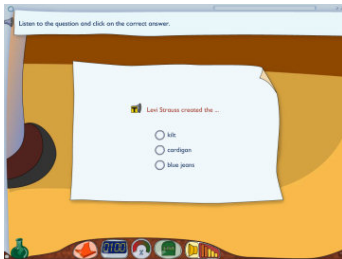 Listen to the question and click on the correct answer.
Levi Strauss created the ...
kilt
cardigan
blue jeans